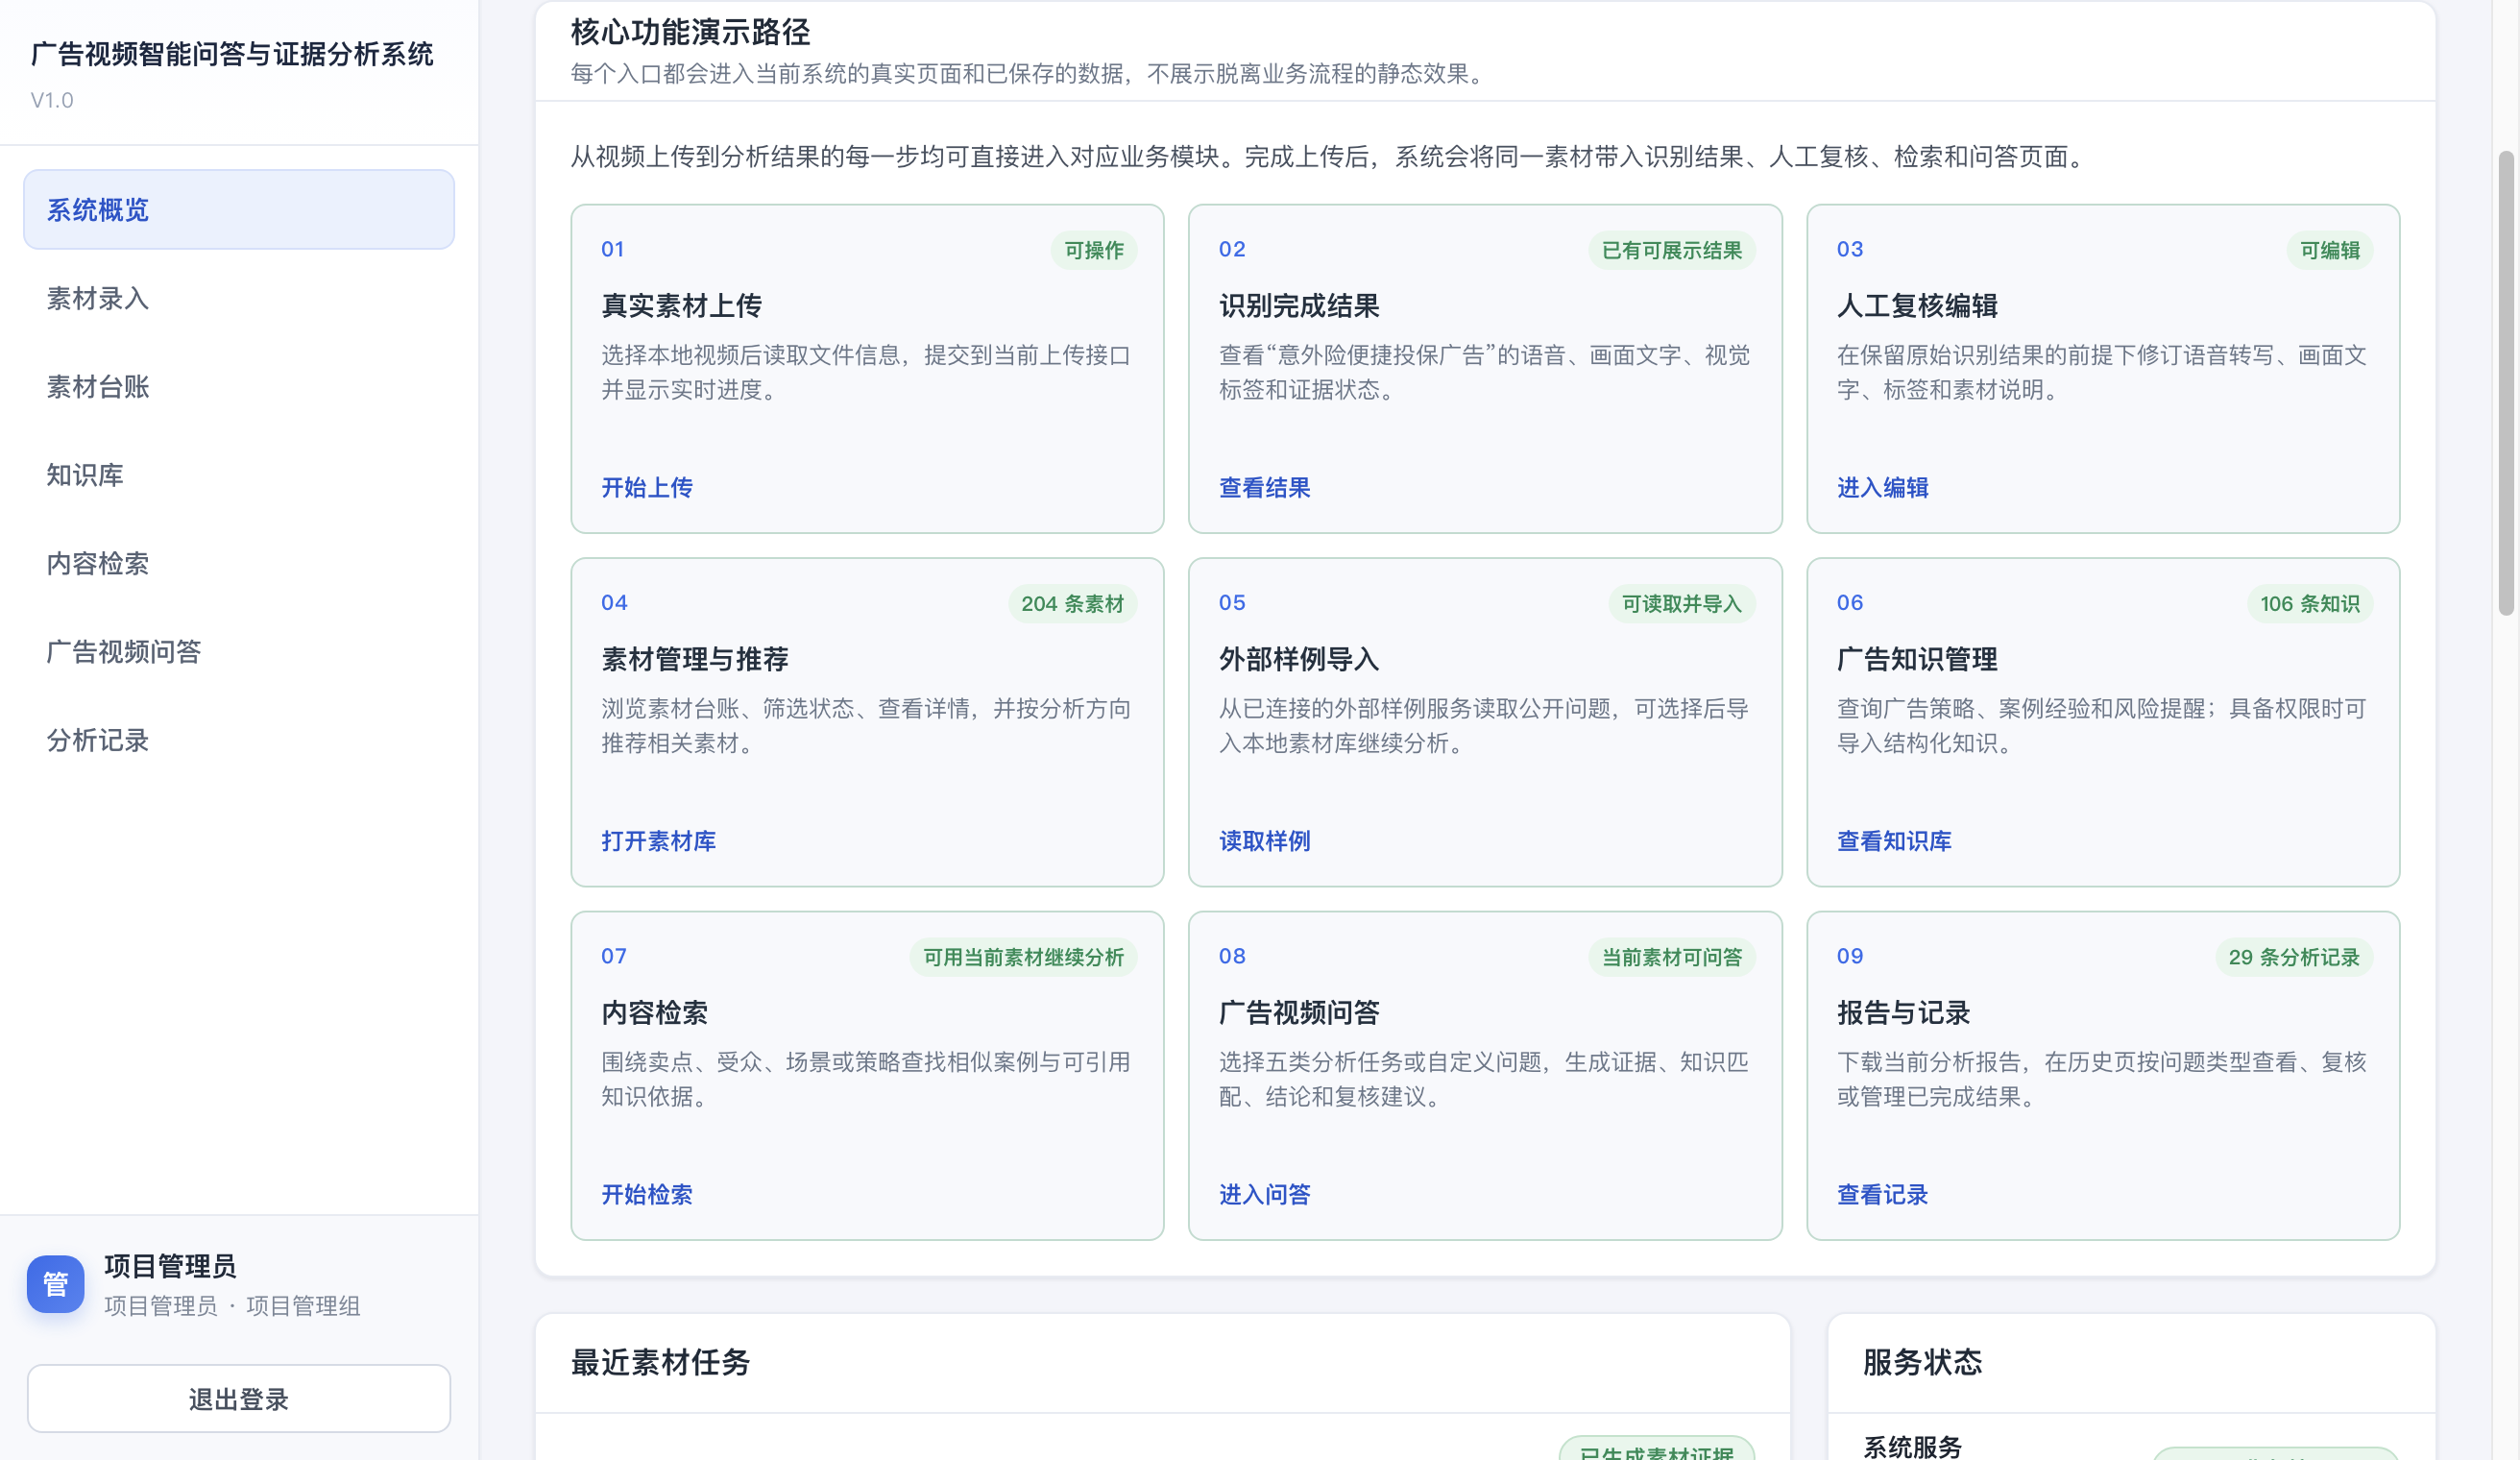 广告视频智能问答与证据分析系统
V1.0
系统概览
素材录入
素材台账
知识库
内容检索
广告视频问答
分析记录
管
项目管理员
项目管理员 · 项目管理组
退出登录
核心功能演示路径
每个入口都会进入当前系统的真实页面和已保存的数据，不展示脱离业务流程的静态效果。
从视频上传到分析结果的每一步均可直接进入对应业务模块。完成上传后，系统会将同一素材带入识别结果、人工复核、检索和问答页面。
01
可操作
真实素材上传
选择本地视频后读取文件信息，提交到当前上传接口
并显示实时进度。
开始上传
02
已有可展示结果
识别完成结果
查看“意外险便捷投保广告”的语音、画面文字、视觉
标签和证据状态。
查看结果
03
可编辑
人工复核编辑
在保留原始识别结果的前提下修订语音转写、画面文
字、标签和素材说明。
进入编辑
04
204 条素材
素材管理与推荐
浏览素材台账、筛选状态、查看详情，并按分析方向
推荐相关素材。
打开素材库
05
可读取并导入
外部样例导入
从已连接的外部样例服务读取公开问题，可选择后导
入本地素材库继续分析。
读取样例
06
106 条知识
广告知识管理
查询广告策略、案例经验和风险提醒；具备权限时可
导入结构化知识。
查看知识库
07
可用当前素材继续分析
内容检索
围绕卖点、受众、场景或策略查找相似案例与可引用
知识依据。
开始检索
08
当前素材可问答
广告视频问答
选择五类分析任务或自定义问题，生成证据、知识匹
配、结论和复核建议。
进入问答
09
29 条分析记录
报告与记录
下载当前分析报告，在历史页按问题类型查看、复核
或管理已完成结果。
查看记录
最近素材任务
已生成素材证据
服务状态
系统服务